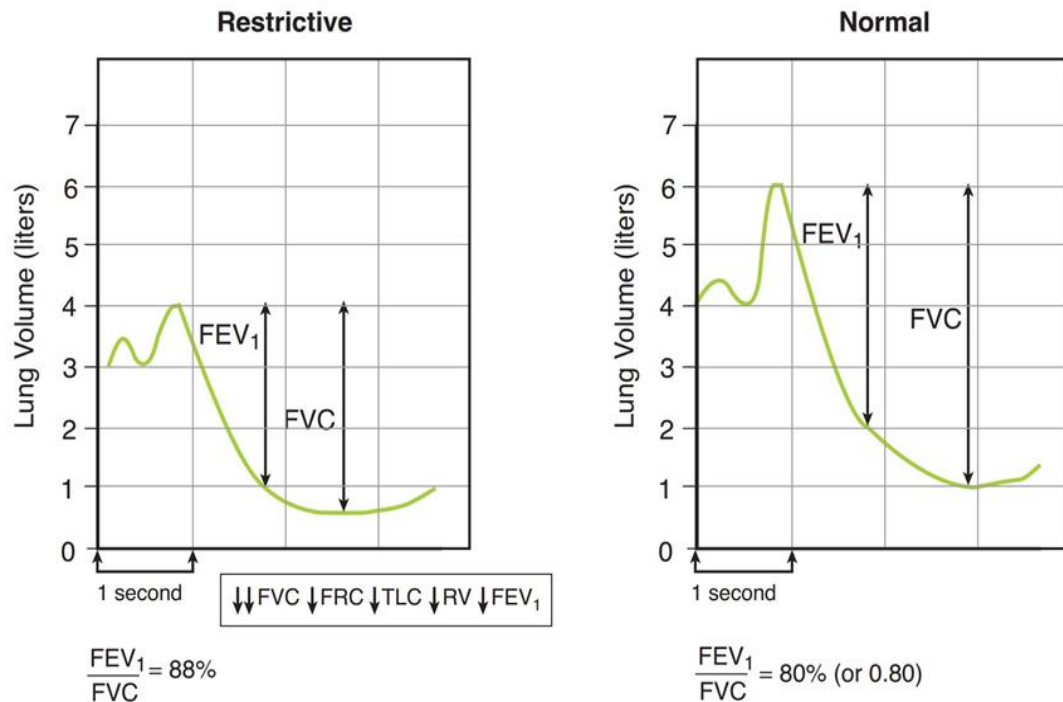 Restrictive
Lung Volume (liters)
7
6
5
4
3
2
1
0
FEV₁
FVC
1 second
↓↓FVC ↓FRC ↓TLC ↓RV ↓FEV₁
FEV₁
FVC
= 88%
Normal
Lung Volume (liters)
7
6
5
4
3
2
1
0
FEV₁
FVC
1 second
FEV₁
FVC
= 80% (or 0.80)